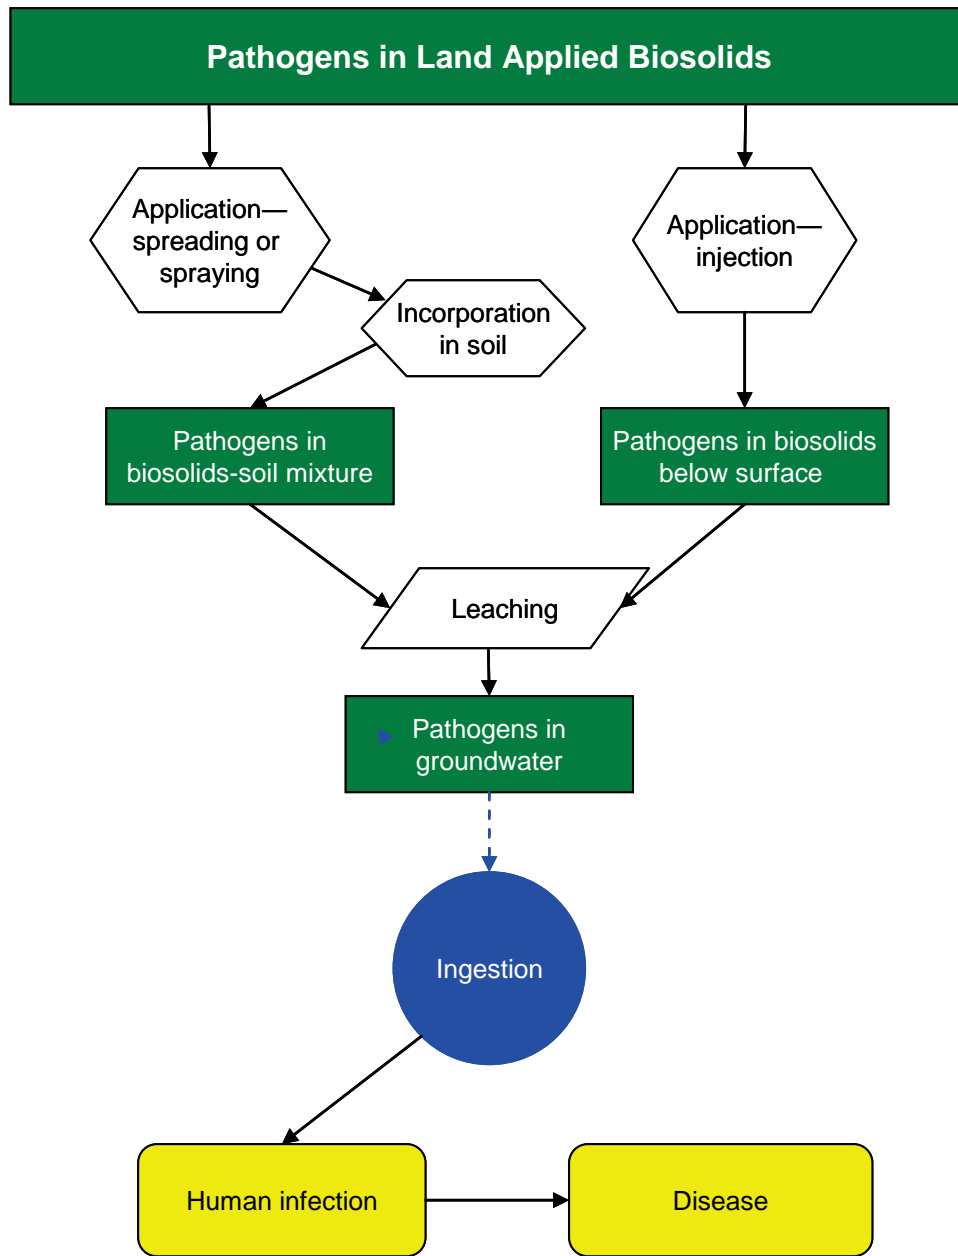 Pathogens in Land Applied Biosolids
Application—
spreading or
spraying
Application—
injection
Incorporation
in soil
Pathogens in
biosolids-soil mixture
Pathogens in biosolids
below surface
Leaching
Pathogens in
groundwater
Ingestion
Human infection
Disease